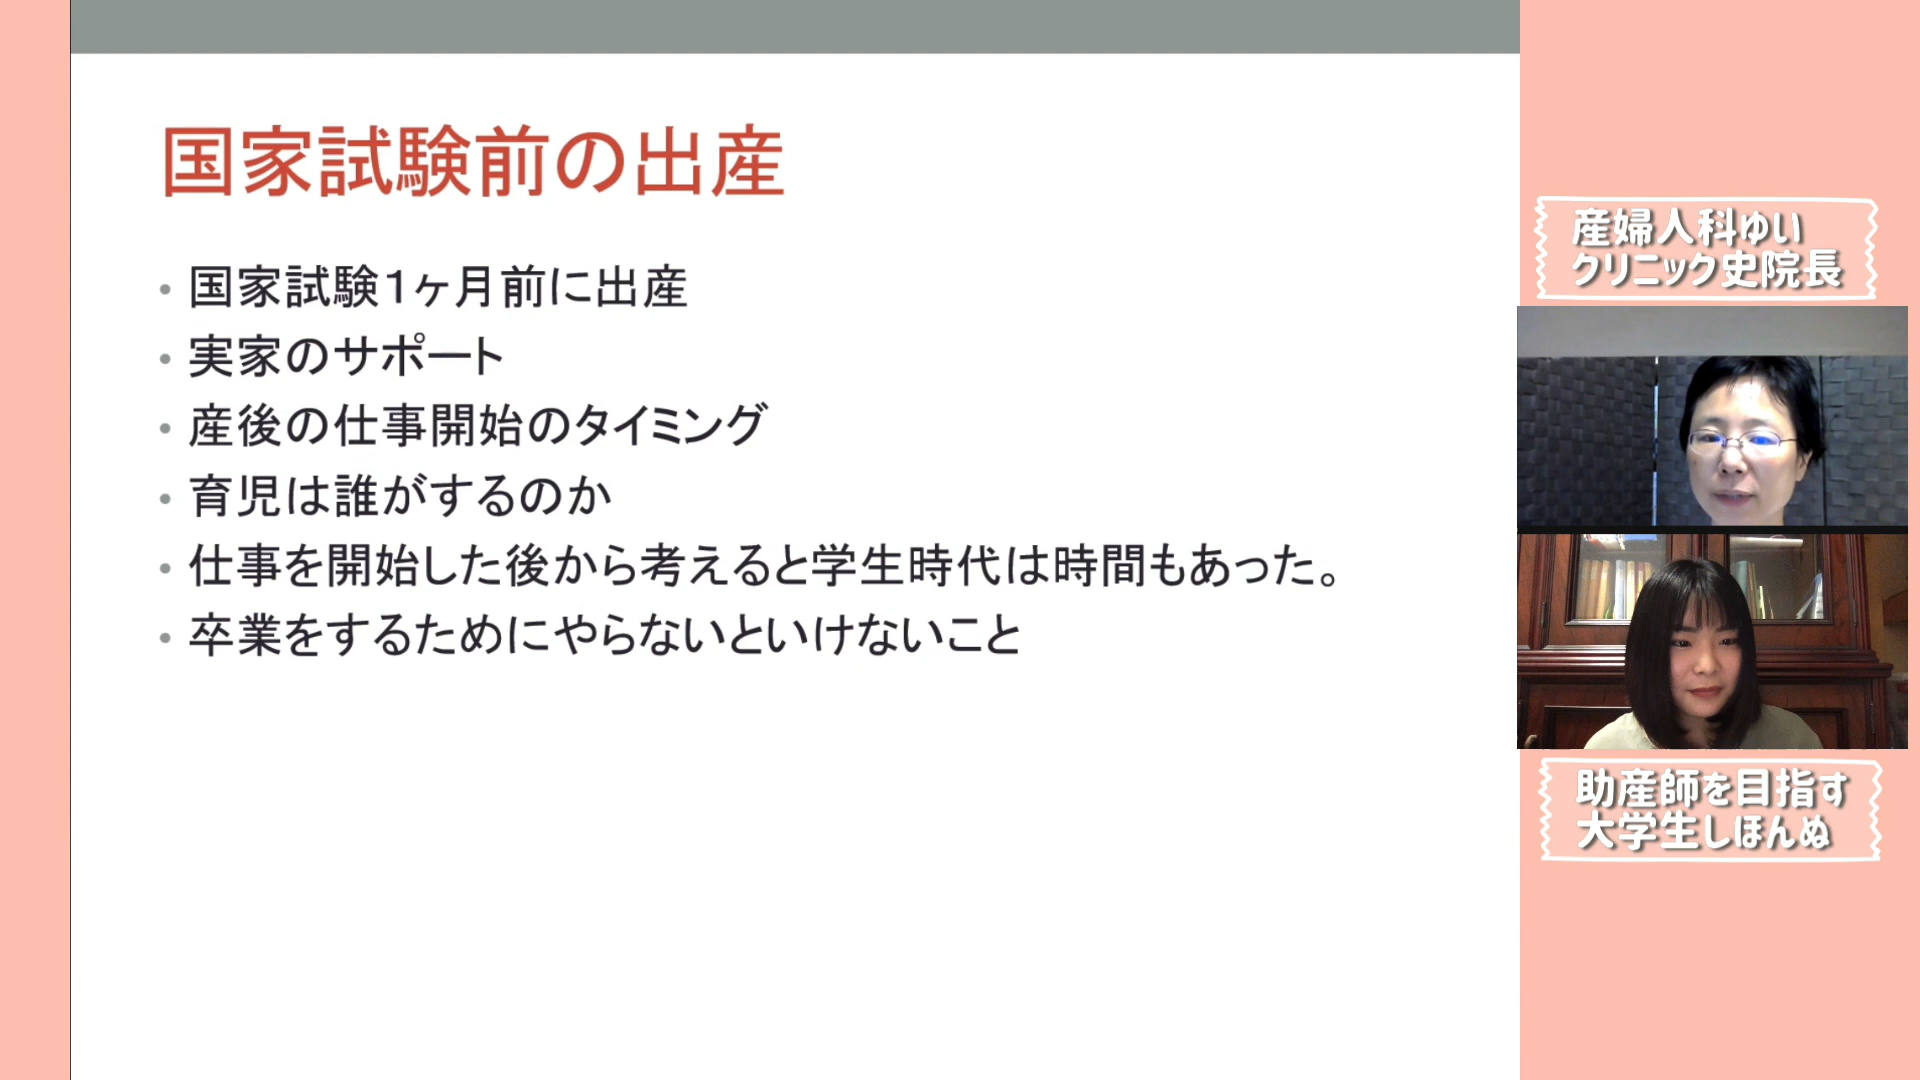 国家試験前の出産
• 国家試験1ヶ月前に出産
• 実家のサポート
• 産後の仕事開始のタイミング
• 育児は誰がするのか
• 仕事を開始した後から考えると学生時代は時間もあった。
• 卒業をするためにやらないといけないこと
産婦人科ゆい
クリニック史院長
助産師を目指す
大学生しほんぬ